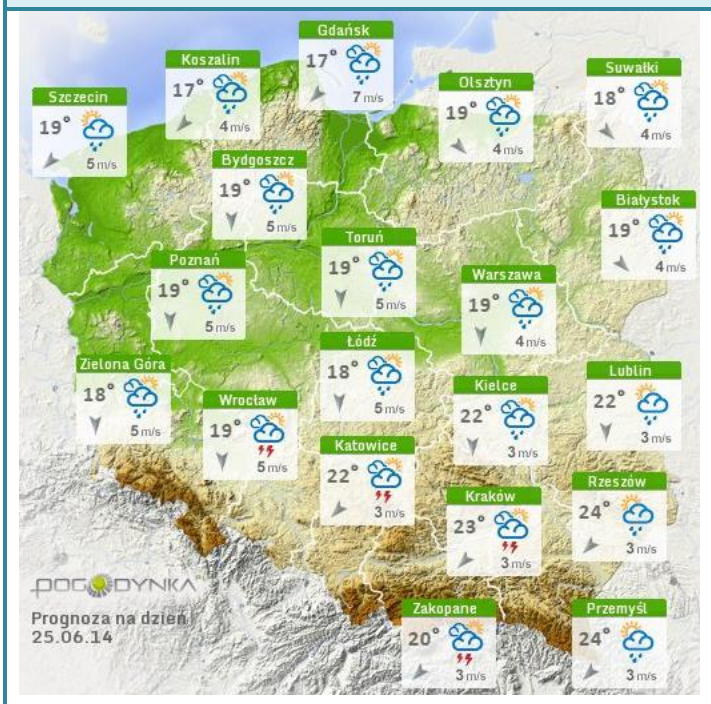 Gdańsk
17°
7 m/s
Koszalin
17°
4 m/s
Suwałki
18°
4 m/s
Olsztyn
19°
4 m/s
Szczecin
19°
5 m/s
Bydgoszcz
19°
5 m/s
Białystok
19°
4 m/s
Toruń
19°
5 m/s
Poznań
19°
5 m/s
Warszawa
19°
4 m/s
Łódź
18°
5 m/s
Zielona Góra
18°
5 m/s
Lublin
22°
3 m/s
Kielce
22°
3 m/s
Wrocław
19°
5 m/s
Katowice
22°
3 m/s
Rzeszów
24°
3 m/s
Kraków
23°
3 m/s
POGODYNKA
Prognoza na dzień
25.06.14
Zakopane
20°
3 m/s
Przemyśl
24°
3 m/s